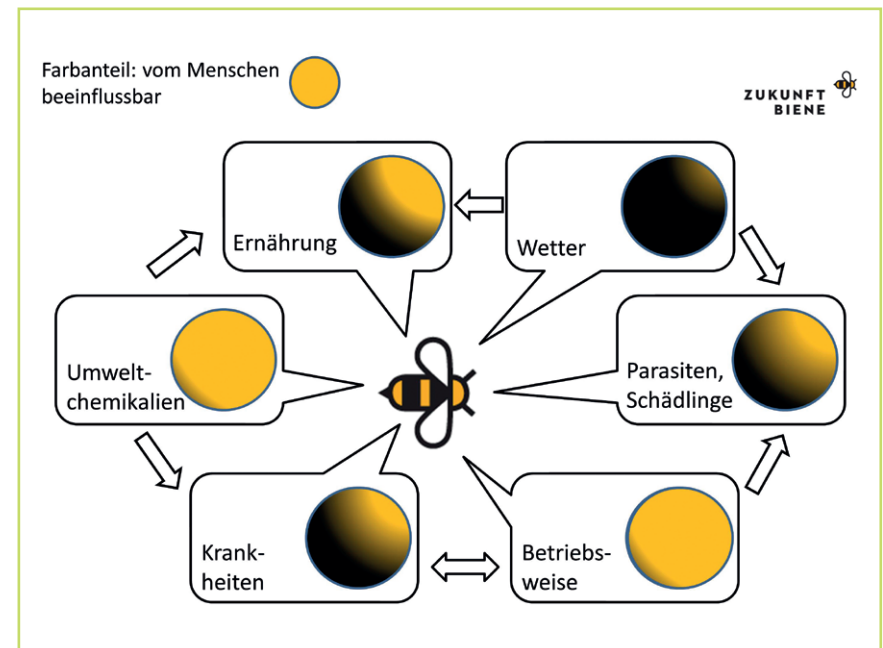 Farbanteil: vom Menschen
beeinflussbar
ZUKUNFT
BIENE
Ernährung
Wetter
Umwelt-
chemikalien
Parasiten,
Schädlinge
Krank-
heiten
Betriebs-
weise